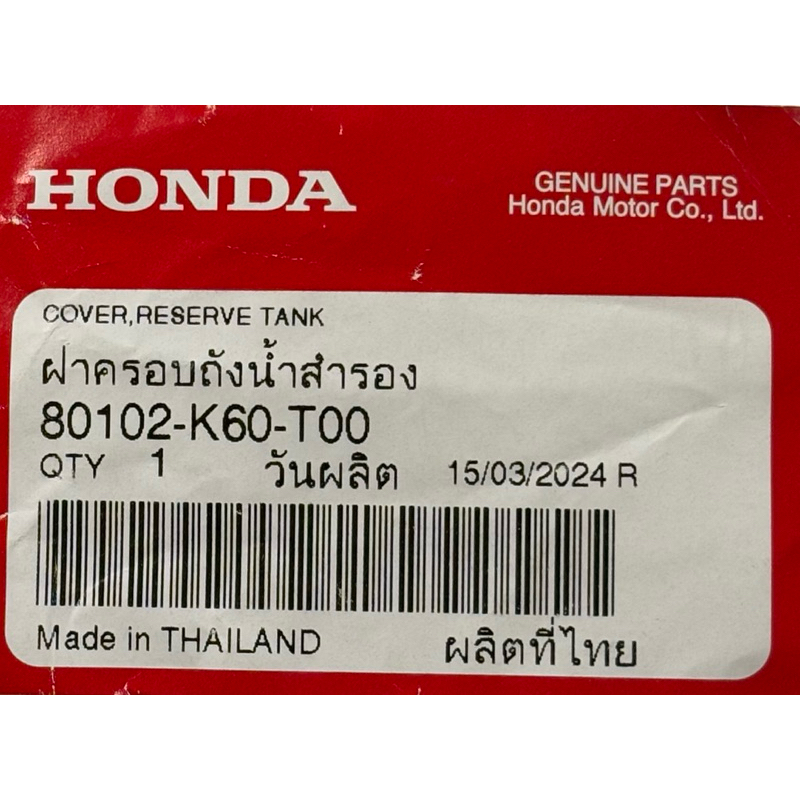 HONDA
GENUINE PARTS
Honda Motor Co., Ltd.
COVER,RESERVE TANK
ฝาครอบถังน้ำสำรอง
80102-K60-T00
QTY 1 วันผลิต 15/03/2024 R
Made in THAILAND ผลิตที่ไทย